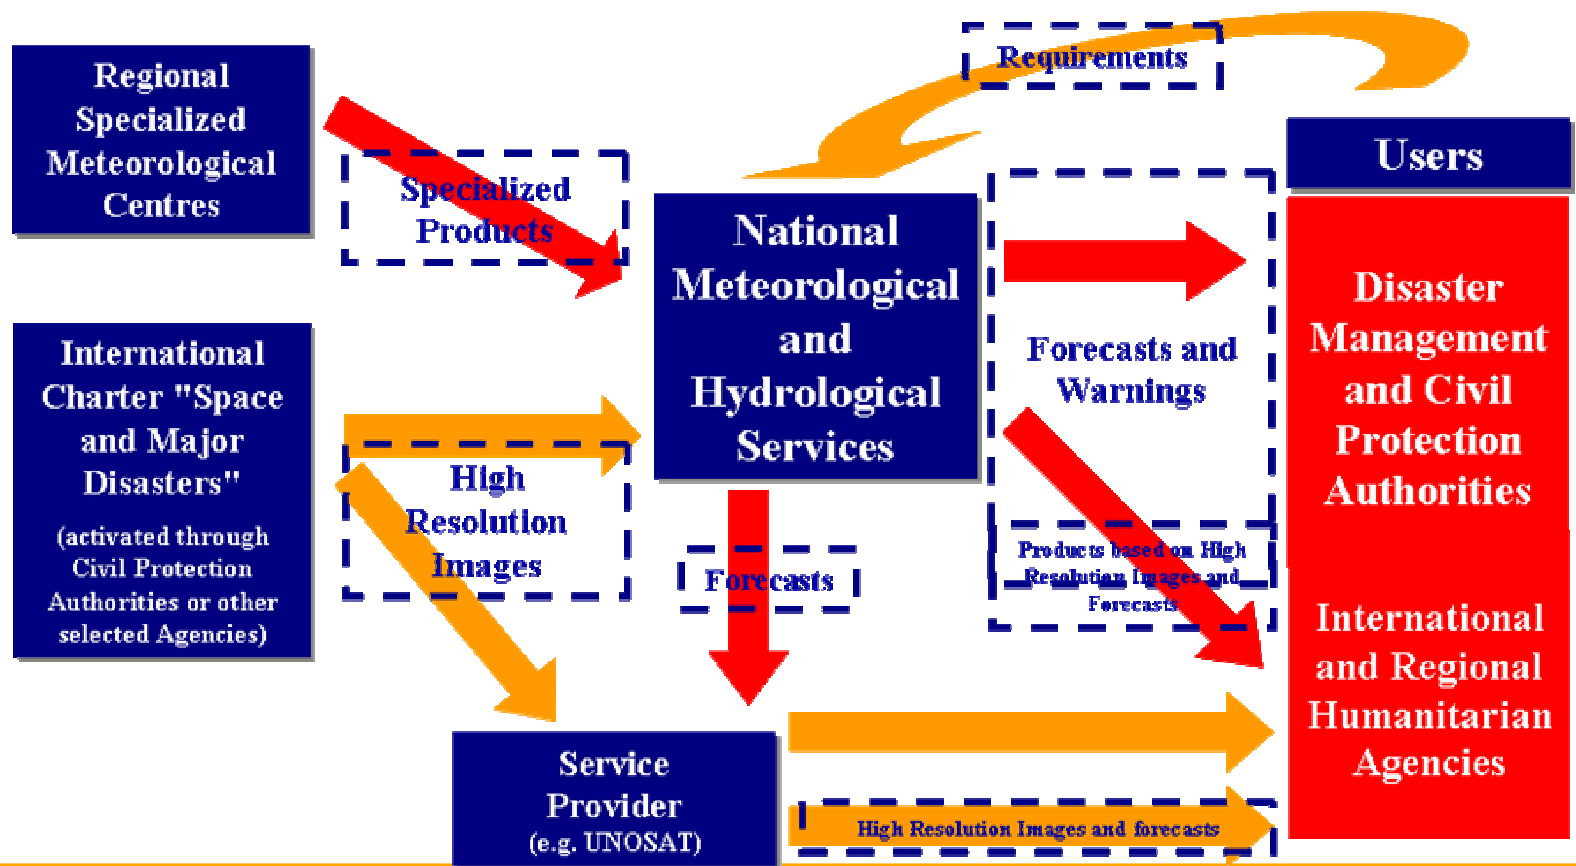 Requirements
Regional
Specialized
Meteorological
Centres
Specialized
Products
Users
National
Meteorological
and
Hydrological
Services
Forecasts and
Warnings
Disaster
Management
and Civil
Protection
Authorities
International
Charter "Space
and Major
Disasters"
(activated through
Civil Protection
Authorities or other
selected Agencies)
High
Resolution
Images
Forecasts
Products based on High
Resolution Images and
Forecasts
International
and Regional
Humanitarian
Agencies
Service
Provider
(e.g. UNOSAT)
High Resolution Images and forecasts